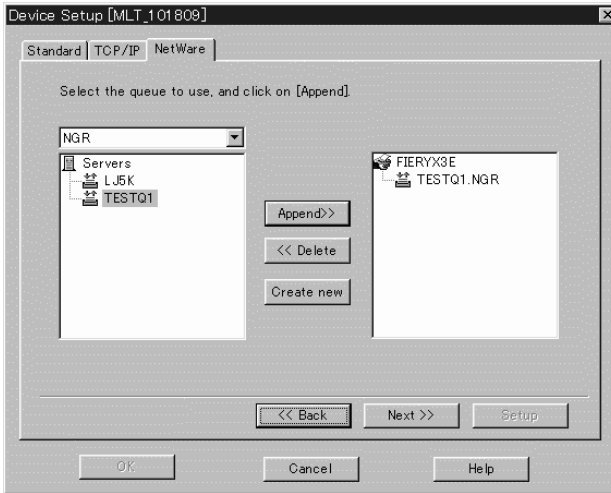 Device Setup [MLT_101809]
Standard TCP/IP NetWare
Select the queue to use, and click on [Append].
NGR
Servers
LJ5K
TESTQ1
Append>>
<< Delete
Create new
FIERYX3E
TESTQ1.NGR
<< Back Next >> Setup
OK Cancel Help